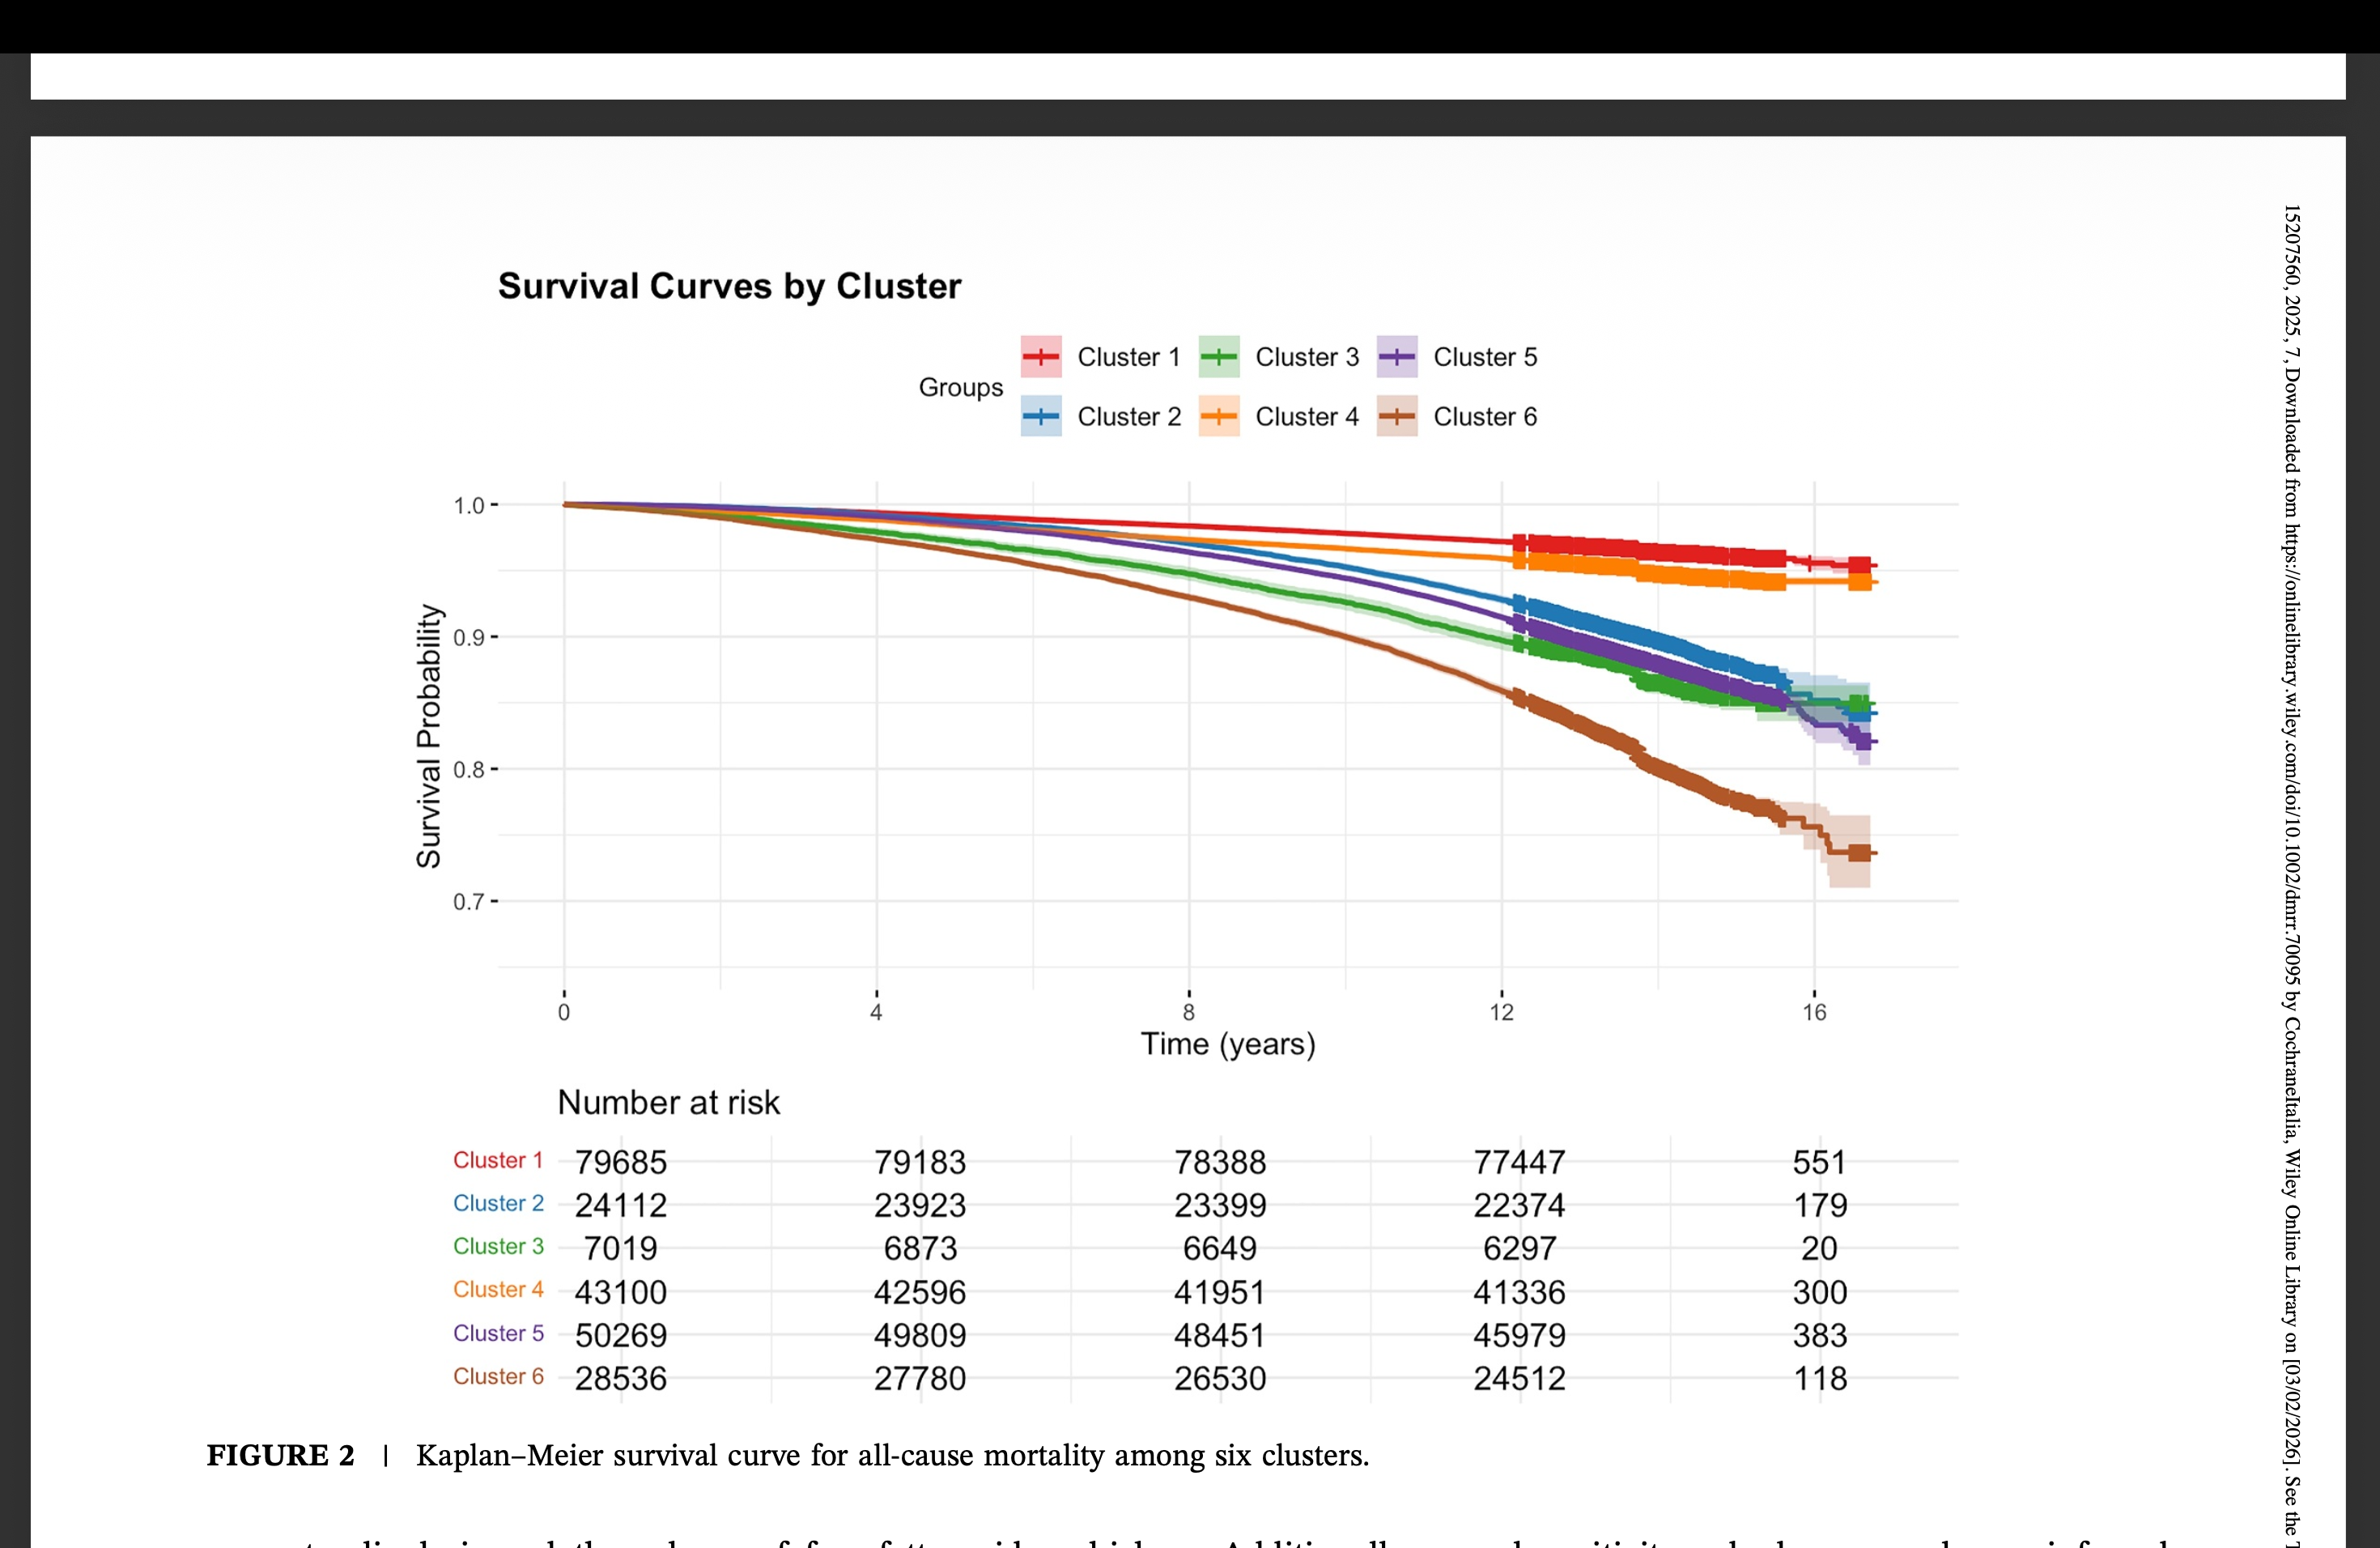 Survival Curves by Cluster
Groups
Cluster 1 Cluster 3 Cluster 5
Cluster 2 Cluster 4 Cluster 6
Survival Probability
1.0
0.9
0.8
0.7
0 4 8 12 16
Time (years)
Number at risk
Cluster 1 79685 79183 78388 77447 551
Cluster 2 24112 23923 23399 22374 179
Cluster 3 7019 6873 6649 6297 20
Cluster 4 43100 42596 41951 41336 300
Cluster 5 50269 49809 48451 45979 383
Cluster 6 28536 27780 26530 24512 118
FIGURE 2 | Kaplan–Meier survival curve for all-cause mortality among six clusters.
15207560, 2025, 7, Downloaded from https://onlinelibrary.wiley.com/doi/10.1002/dmrr.70095 by CochraneItalia, Wiley Online Library on [03/02/2026]. See the